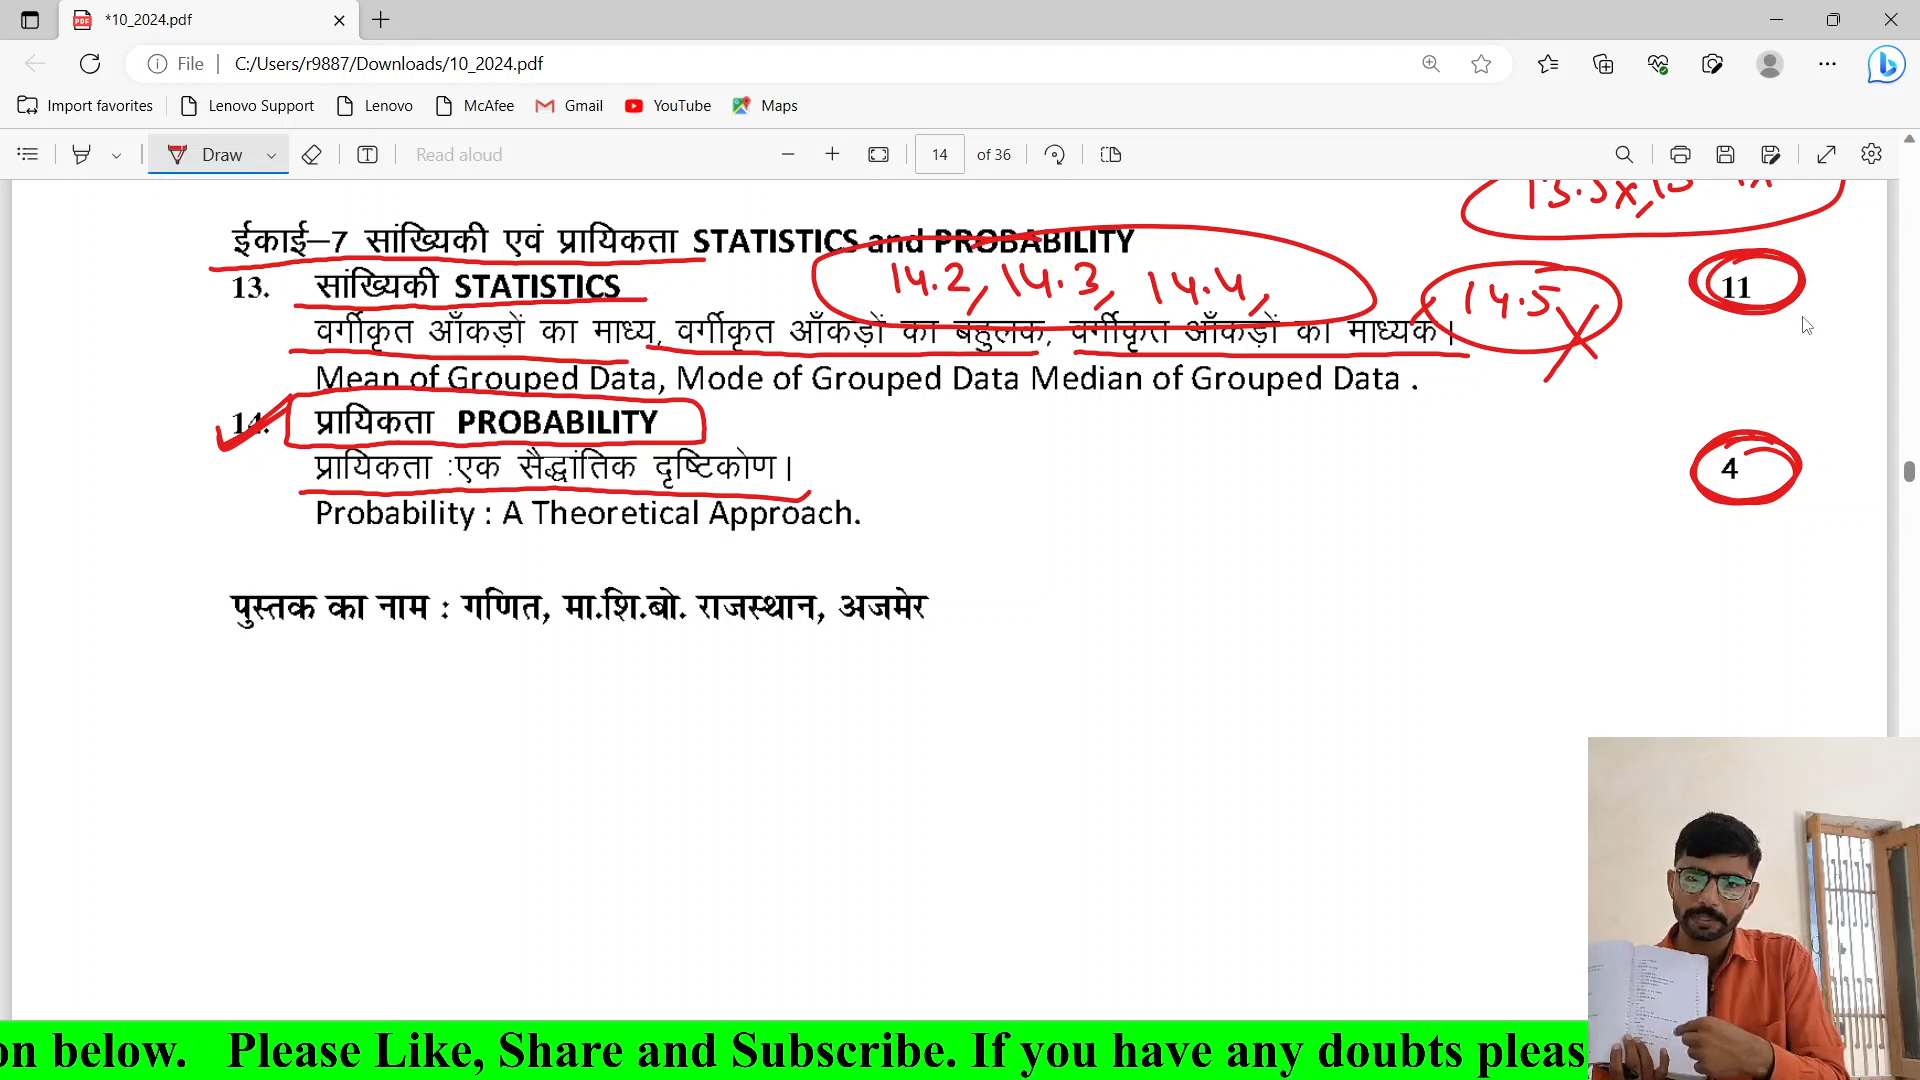 *10_2024.pdf
File C:/Users/r9887/Downloads/10_2024.pdf
Import favorites Lenovo Support Lenovo McAfee Gmail YouTube Maps
Draw Read aloud 14 of 36
ईकाई–7 सांख्यिकी एवं प्रायिकता STATISTICS and PROBABILITY
14.2, 14.3, 14.4,
13. सांख्यिकी STATISTICS 11
14.5
वर्गीकृत आँकड़ों का माध्य, वर्गीकृत आँकड़ों का बहुलक, वर्गीकृत आँकड़ों का माध्यक।
Mean of Grouped Data, Mode of Grouped Data Median of Grouped Data .
14. प्रायिकता PROBABILITY
प्रायिकता :एक सैद्धांतिक दृष्टिकोण। 4
Probability : A Theoretical Approach.
पुस्तक का नाम : गणित, मा.शि.बो. राजस्थान, अजमेर
on below. Please Like, Share and Subscribe. If you have any doubts pleas